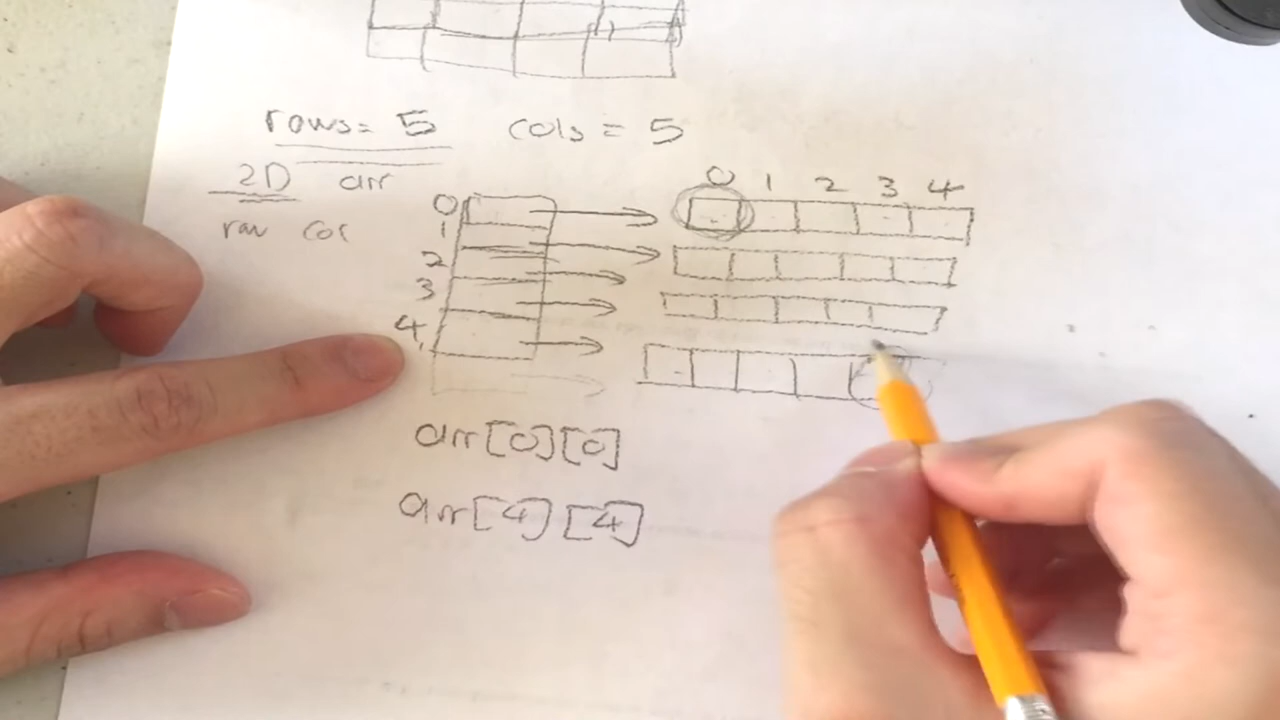 rows= 5 cols = 5
2D arr
row col
0 1 2 3 4
0
1
2
3
4
arr[0][0]
arr[4][4]